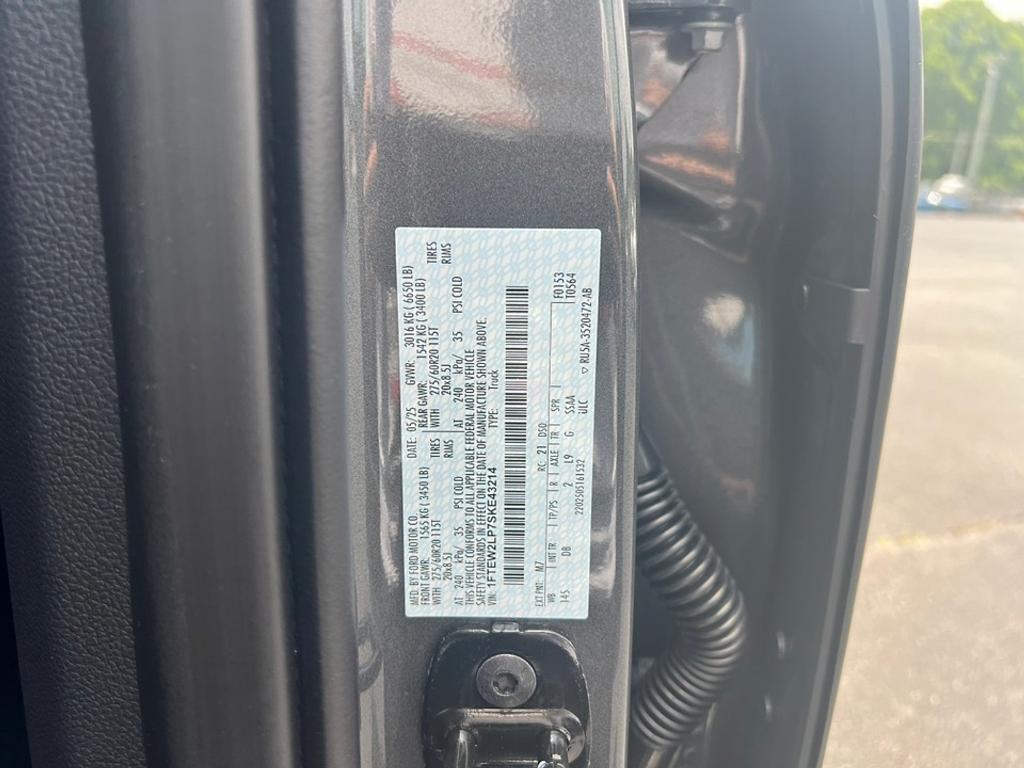 MFD. BY FORD MOTOR CO. DATE: 05/25 GVWR: 3016 KG ( 6650 LB)
FRONT GAWR: 1565 KG ( 3450 LB) REAR GAWR: 1542 KG ( 3400 LB)
WITH 275/60R20 115T TIRES WITH 275/60R20 115T TIRES
20x8.5J RIMS 20x8.5J RIMS
AT 240 kPa/ 35 PSI COLD AT 240 kPa/ 35 PSI COLD
THIS VEHICLE CONFORMS TO ALL APPLICABLE FEDERAL MOTOR VEHICLE
SAFETY STANDARDS IN EFFECT ON THE DATE OF MANUFACTURE SHOWN ABOVE.
VIN: 1FTEW2LP7SKE43214 TYPE: Truck
EXT PNT: M7 RC: 21 DSO: F0153
WB INT TR TP/PS R AXLE TR SPR T0564
145 DB 2 L9 G SSAA ▽ RU5A-3520472-AB
2202505161532 ULC